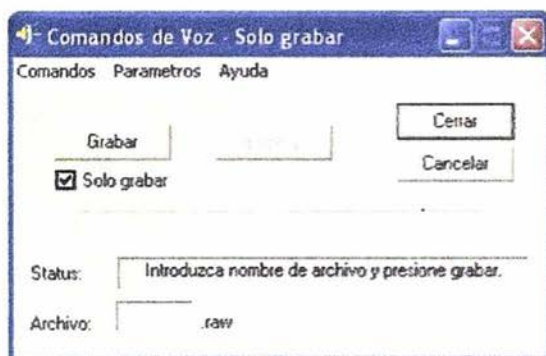 Comandos de Voz - Solo grabar
Comandos Parametros Ayuda
Grabar
Cerrar
Cancelar
Solo grabar
Status: Introduzca nombre de archivo y presione grabar.
Archivo: .raw